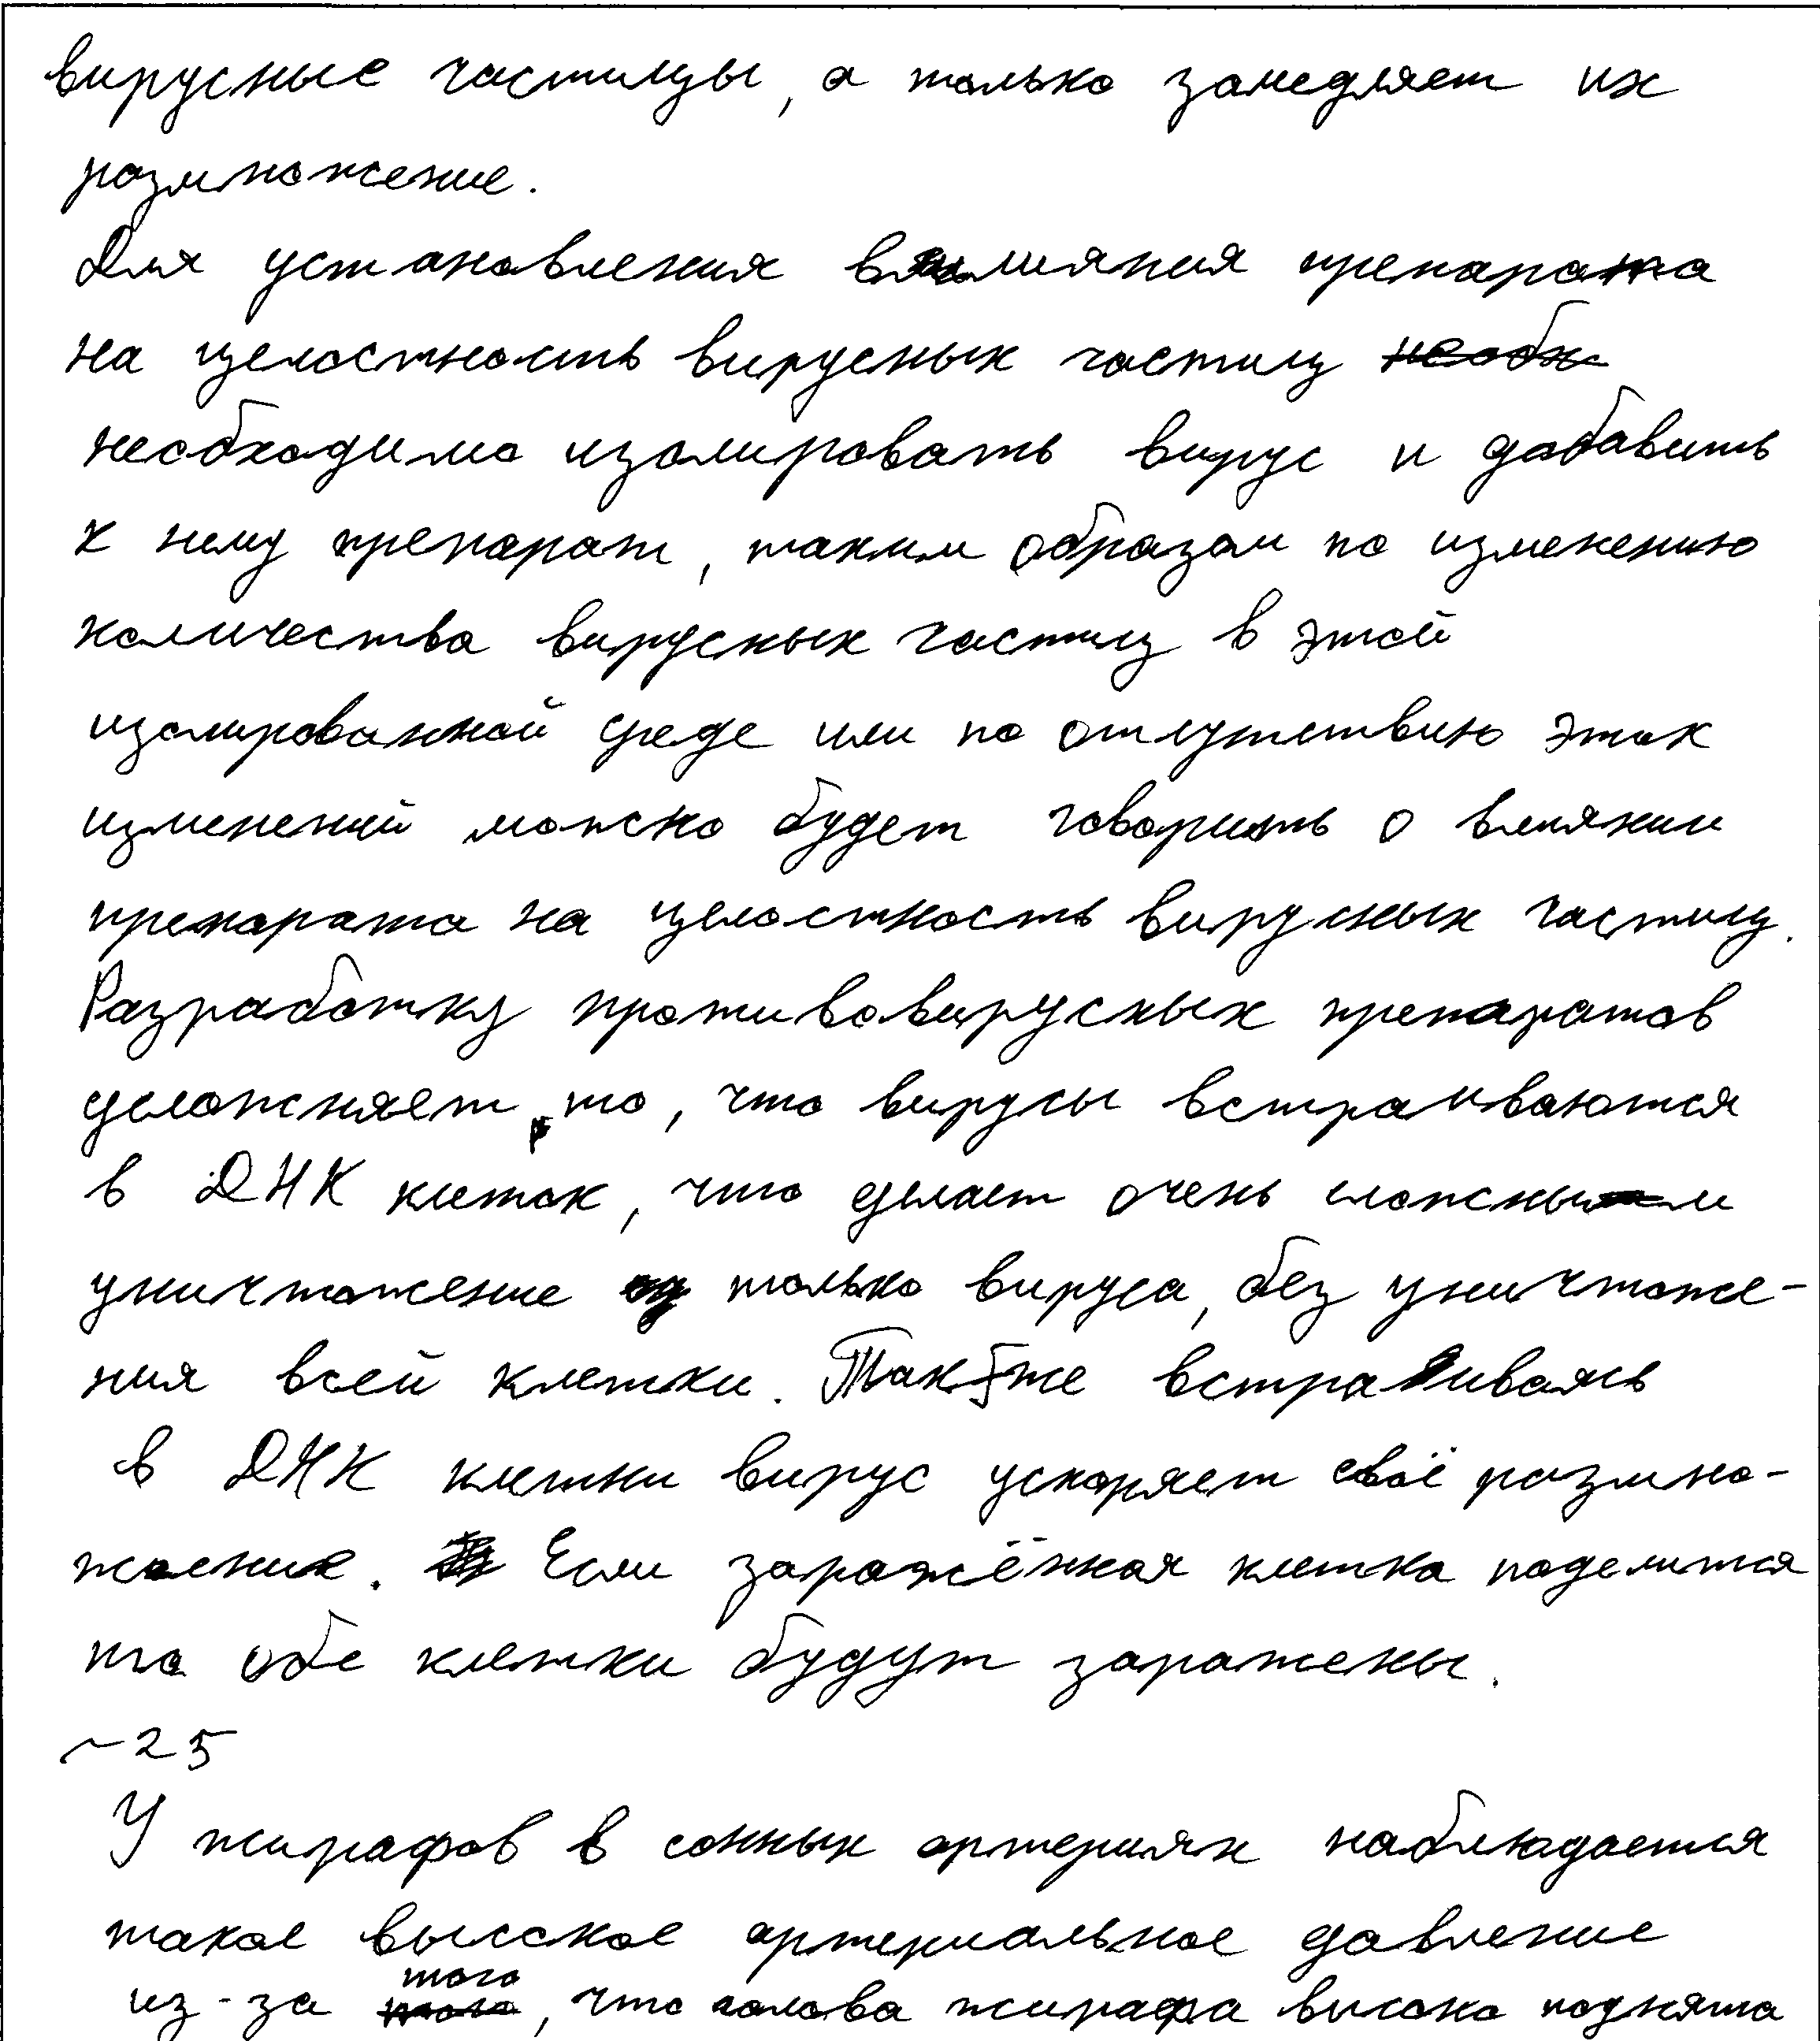 вирусные частицы, а только замедляет их
размножение.
Для установления влияния препарата
на целостность вирусных частиц необх
необходимо изолировать вирус и добавить
к нему препарат, таким образом по изменению
количества вирусных частиц в этой
изолированной среде или по отсутствию этих
изменений можно будет говорить о влиянии
препарата на целостность вирусных частиц.
Разработку противовирусных препаратов
усложняет то, что вирусы встраиваются
в ДНК клеток, что делает очень сложным
уничтожение только вируса, без уничтоже-
ния всей клетки. Также встраиваясь
в ДНК клетки вирус ускоряет своё размно-
жение. Если заражённая клетка поделится
то обе клетки будут заражены.
~25
У жирафов в сонных артериях наблюдается
такое высокое артериальное давление
из-за того, что голова жирафа высоко поднята